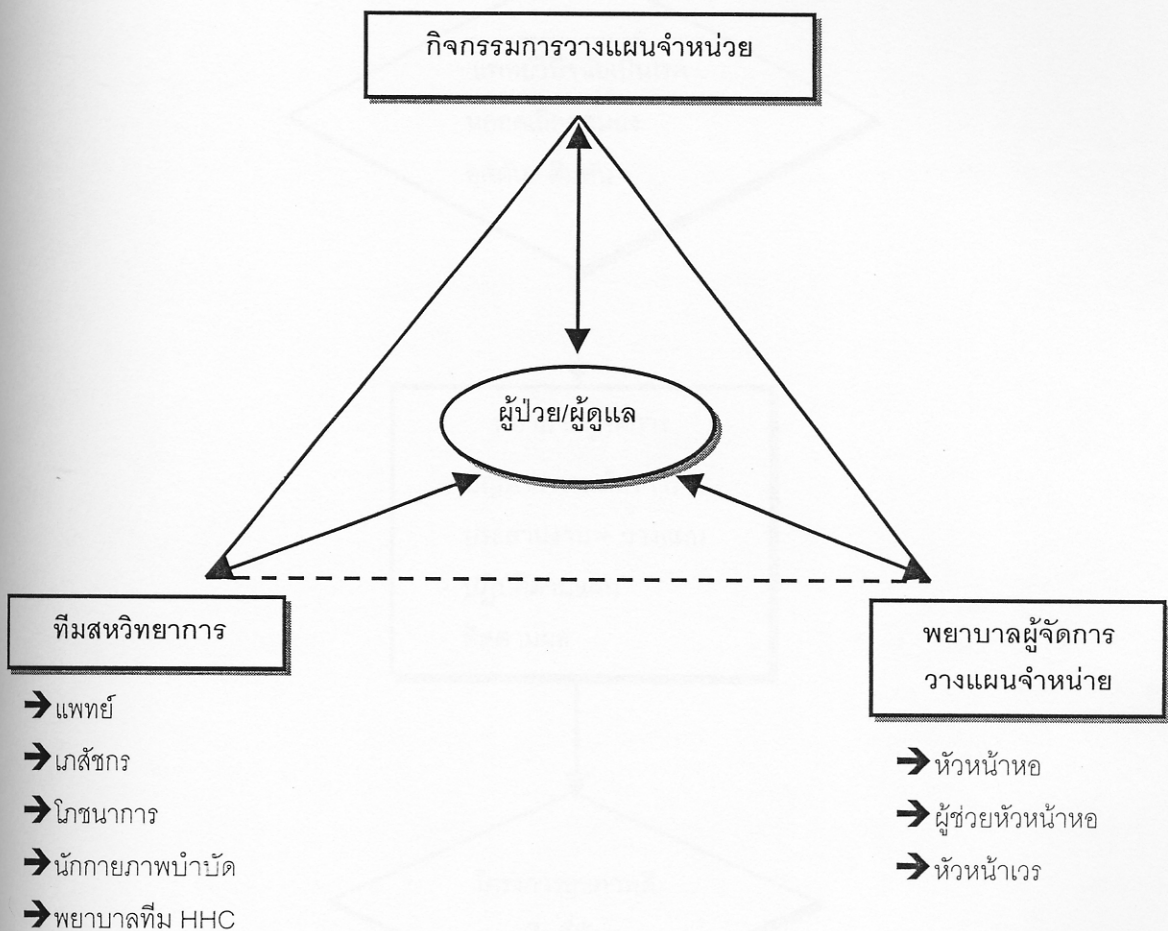 กิจกรรมการวางแผนจำหน่วย
ผู้ป่วย/ผู้ดูแล
ทีมสหวิทยาการ
➔แพทย์
➔เภสัชกร
➔โภชนาการ
➔นักกายภาพบำบัด
➔พยาบาลทีม HHC
พยาบาลผู้จัดการ
วางแผนจำหน่าย
➔หัวหน้าหอ
➔ผู้ช่วยหัวหน้าหอ
➔หัวหน้าเวร